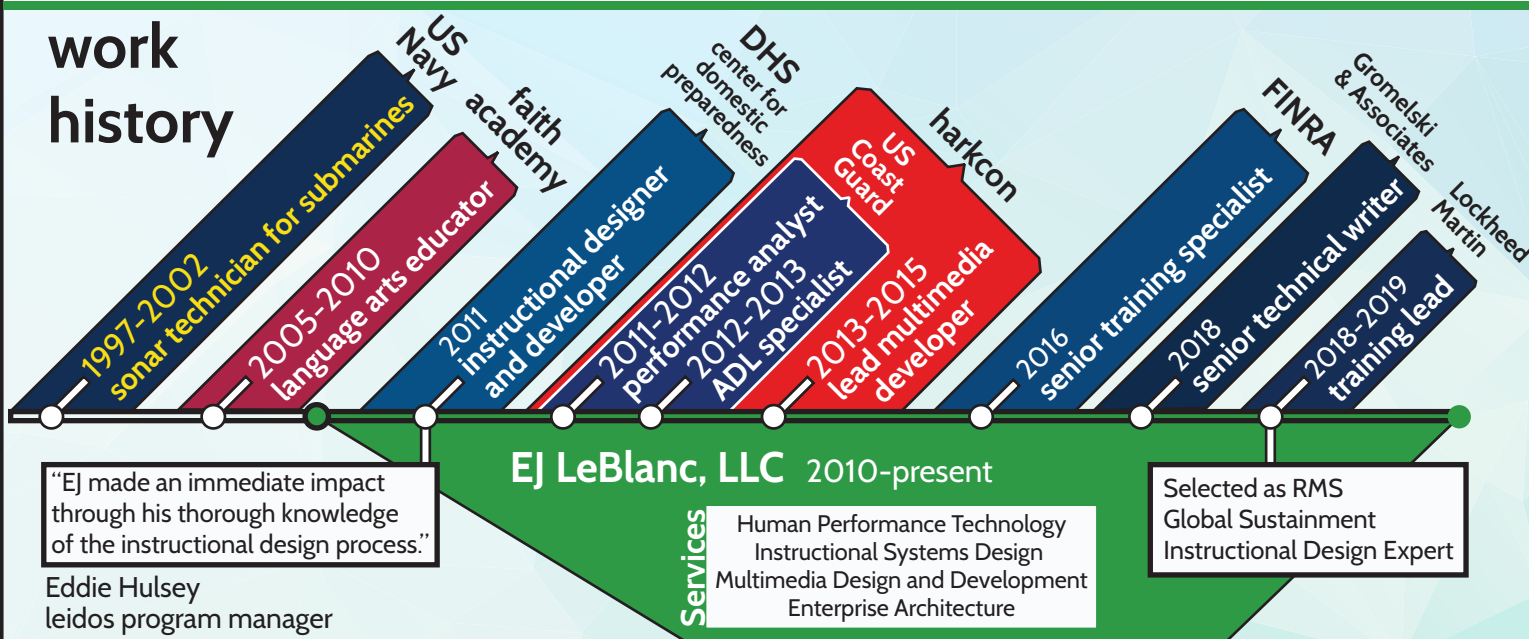 work
history
US
Navy
1997-2002
sonar technician for submarines
faith
academy
2005-2010
language arts educator
DHS
center for
domestic
preparedness
2011
instructional designer
and developer
US
Coast
Guard
2011-2012
performance analyst
2012-2013
ADL specialist
harkcon
2013-2015
lead multimedia
developer
FINRA
2016
senior training specialist
Gromelski
& Associates
2018
senior technical writer
Lockheed
Martin
2018-2019
training lead
“EJ made an immediate impact
through his thorough knowledge
of the instructional design process.”
Eddie Hulsey
leidos program manager
EJ LeBlanc, LLC 2010-present
Services
Human Performance Technology
Instructional Systems Design
Multimedia Design and Development
Enterprise Architecture
Selected as RMS
Global Sustainment
Instructional Design Expert